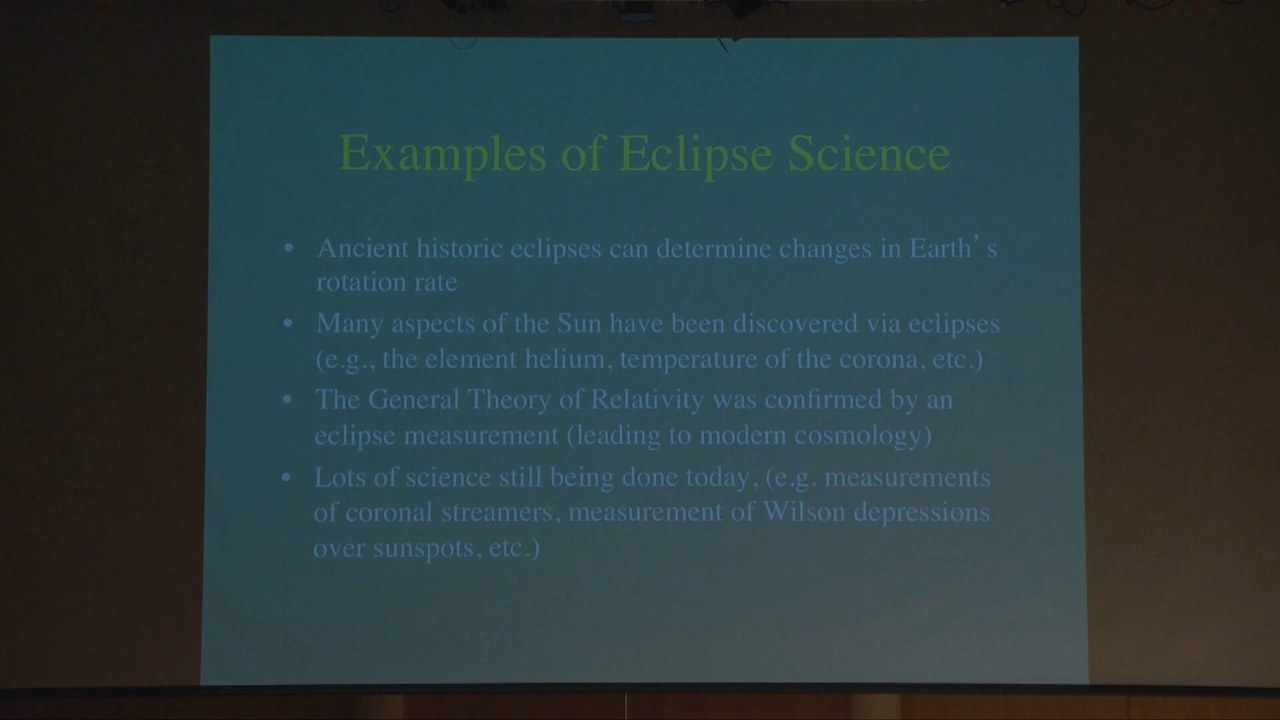 Examples of Eclipse Science
• Ancient historic eclipses can determine changes in Earth’s
rotation rate
• Many aspects of the Sun have been discovered via eclipses
(e.g., the element helium, temperature of the corona, etc.)
• The General Theory of Relativity was confirmed by an
eclipse measurement (leading to modern cosmology)
• Lots of science still being done today, (e.g. measurements
of coronal streamers, measurement of Wilson depressions
over sunspots, etc.)